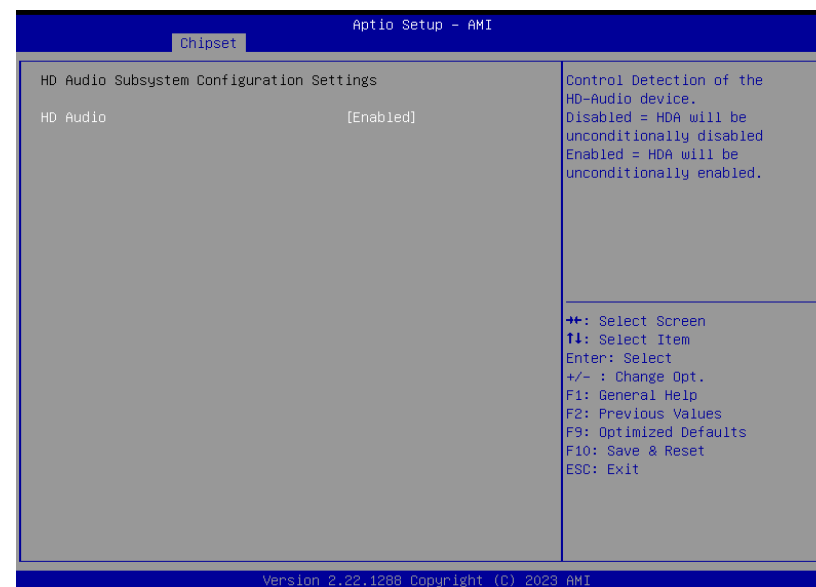 Aptio Setup – AMI
Chipset
HD Audio Subsystem Configuration Settings
HD Audio [Enabled]
Control Detection of the
HD-Audio device.
Disabled = HDA will be
unconditionally disabled
Enabled = HDA will be
unconditionally enabled.
→←: Select Screen
↑↓: Select Item
Enter: Select
+/- : Change Opt.
F1: General Help
F2: Previous Values
F9: Optimized Defaults
F10: Save & Reset
ESC: Exit
Version 2.22.1288 Copyright (C) 2023 AMI